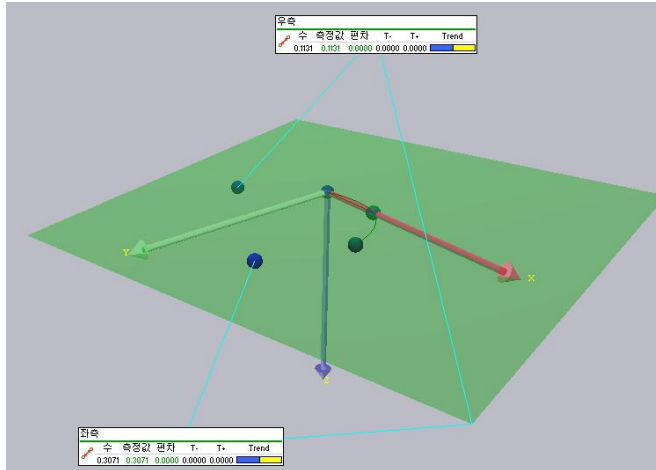 우측
수 측정값 편차 T- T+ Trend
0.1131 0.1131 0.0000 0.0000 0.0000
Y
X
Z
좌측
수 측정값 편차 T- T+ Trend
0.3071 0.3071 0.0000 0.0000 0.0000